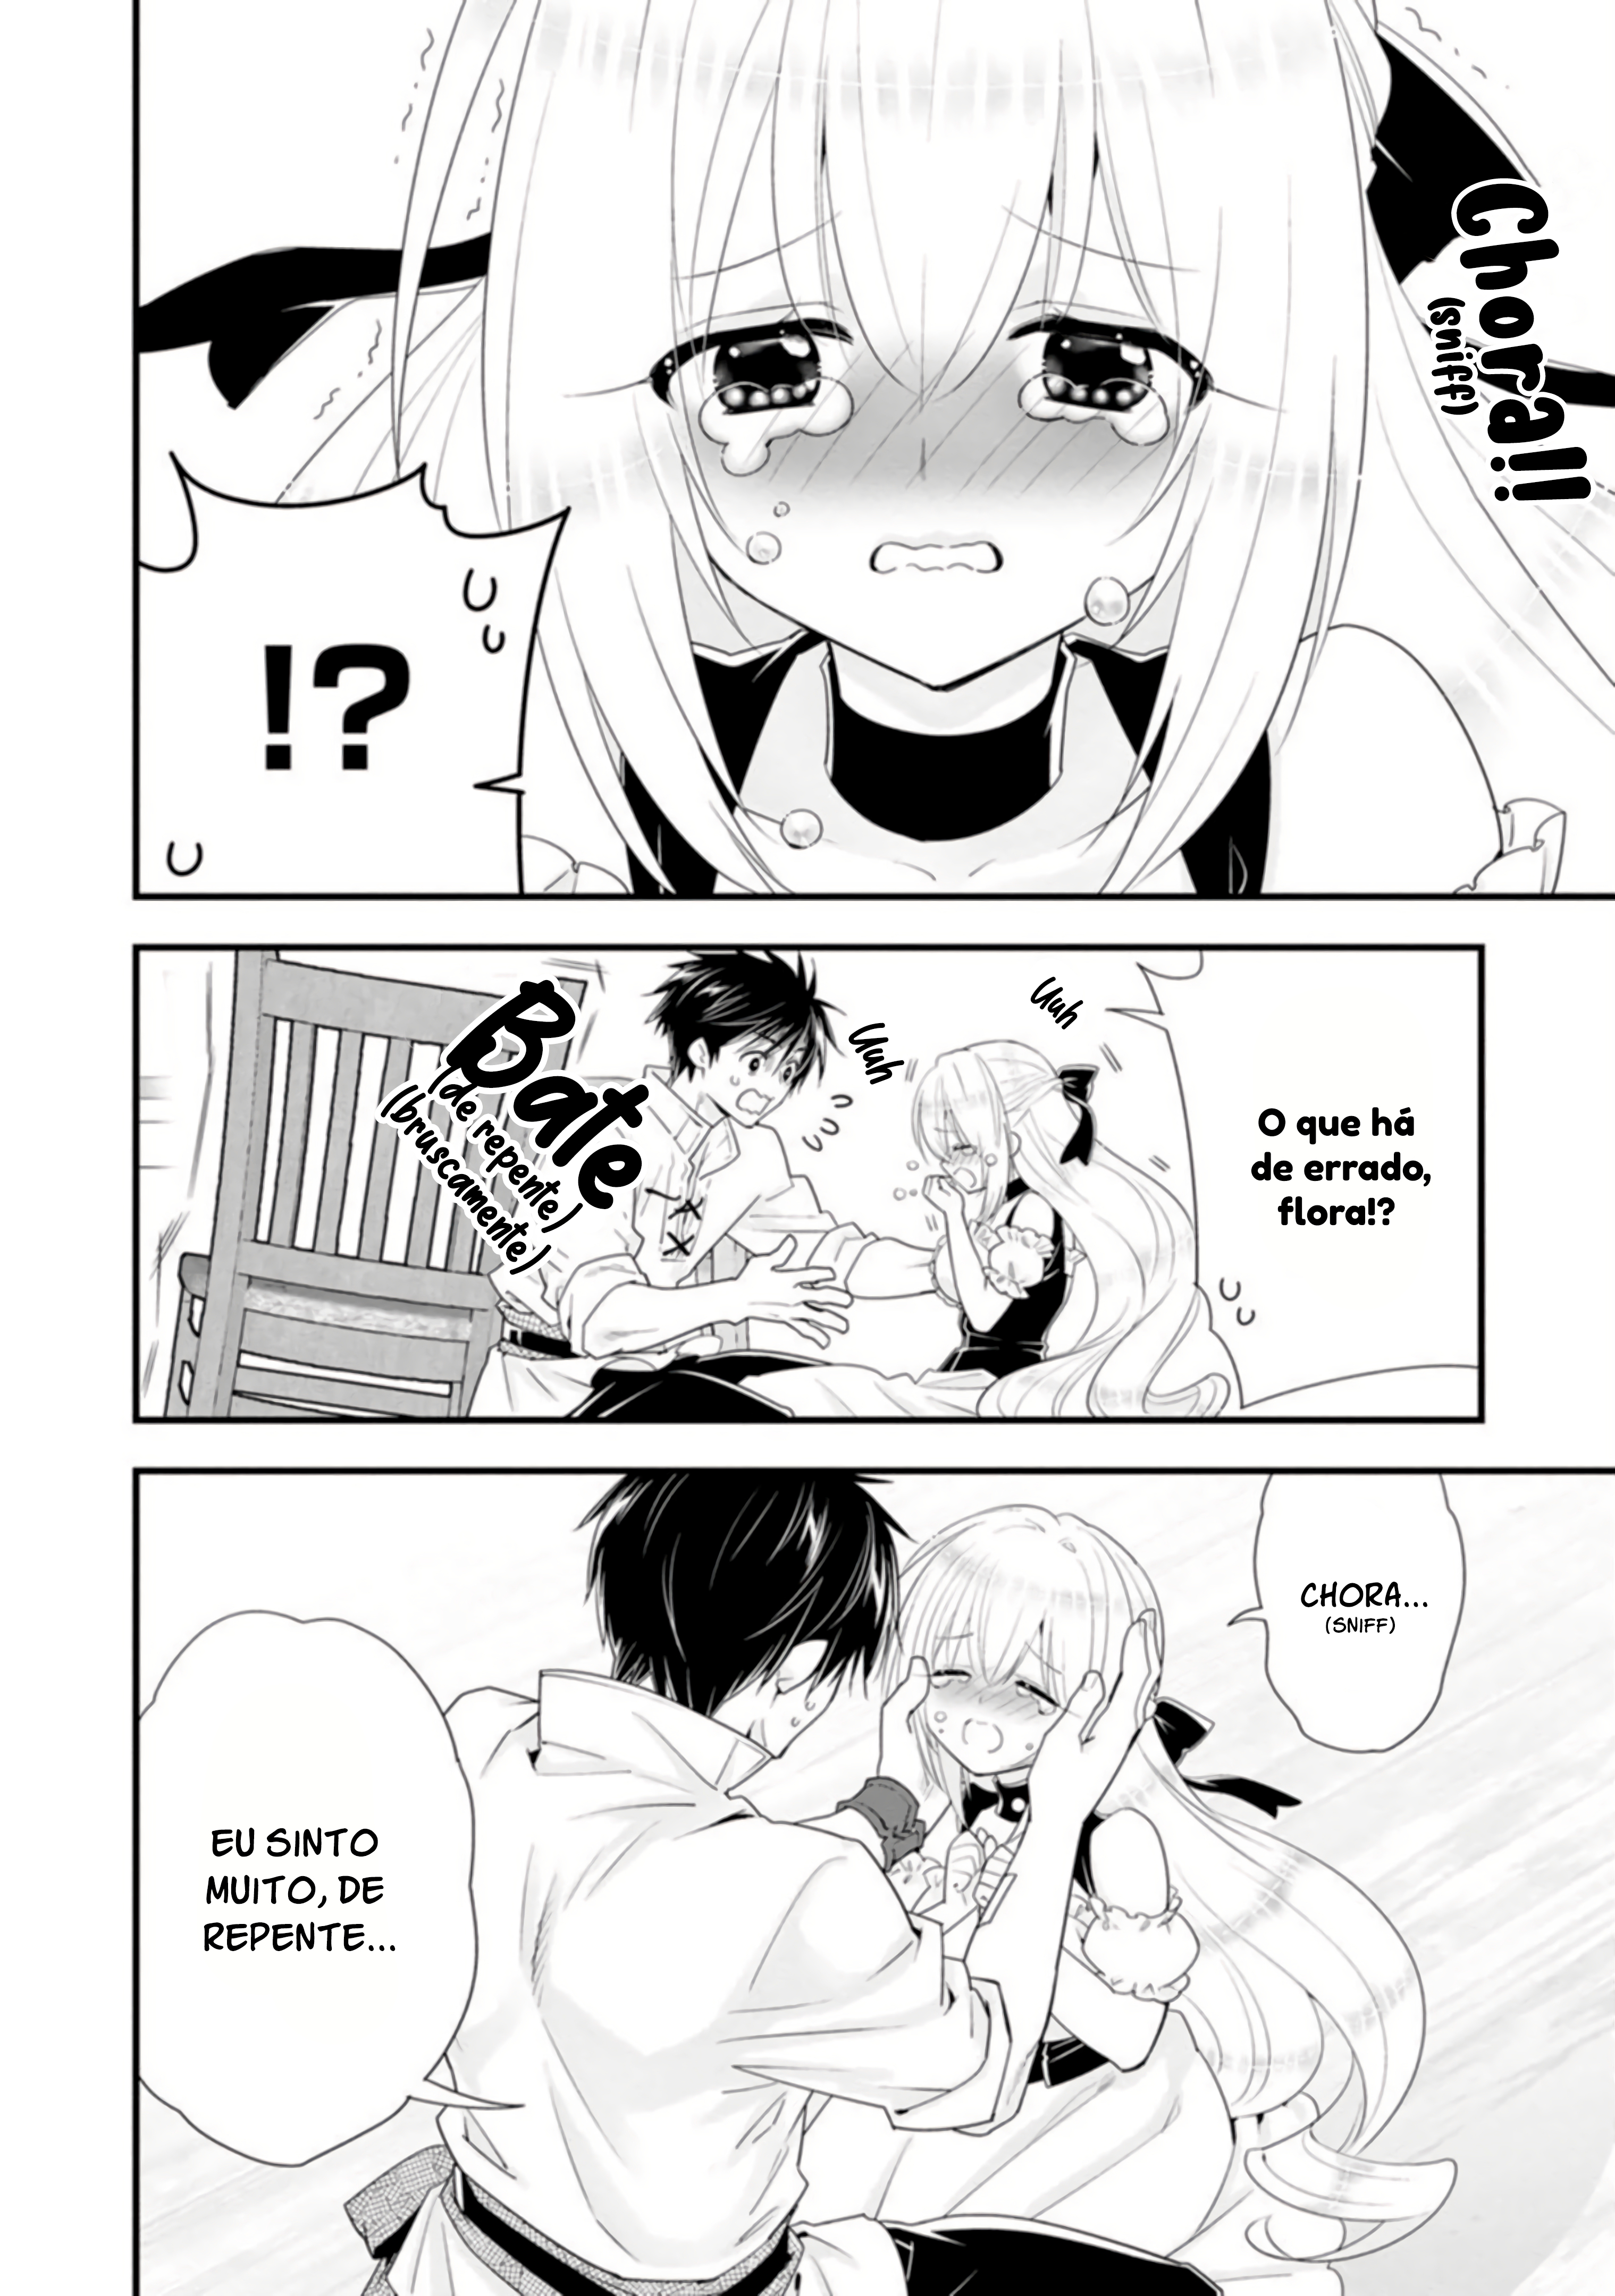 Chora!!
(sniff)
!?
O que há
de errado,
flora!?
Uuh
Uuh
Bate
(de repente)
(bruscamente)
CHORA...
(SNIFF)
EU SINTO
MUITO, DE
REPENTE...